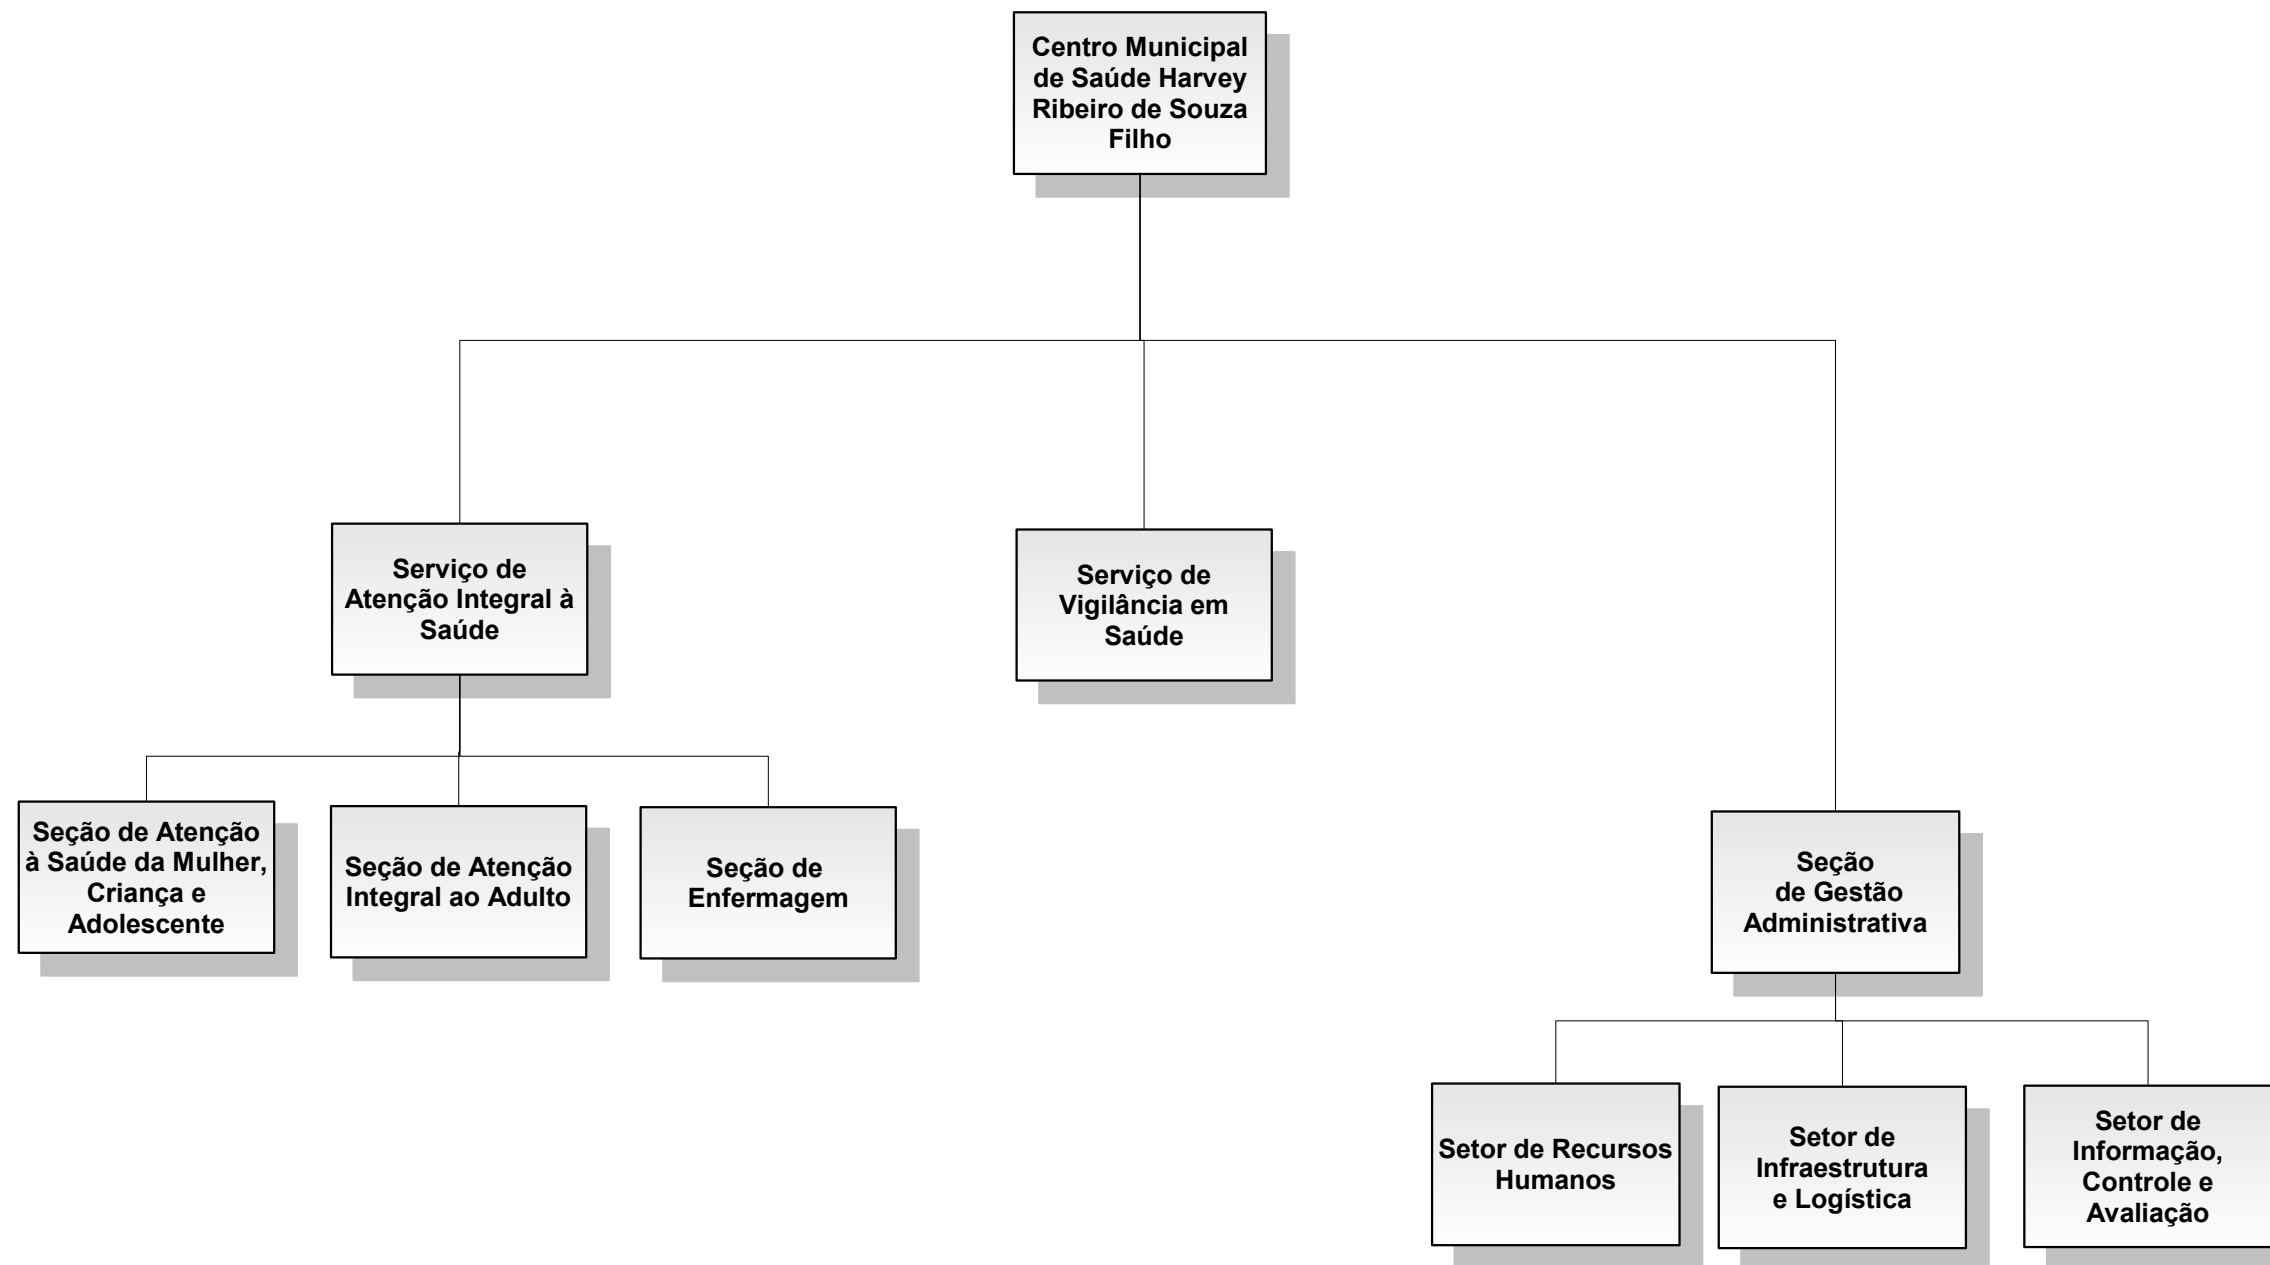 Centro Municipal
de Saúde Harvey
Ribeiro de Souza
Filho
Serviço de
Atenção Integral à
Saúde
Serviço de
Vigilância em
Saúde
Seção de Atenção
à Saúde da Mulher,
Criança e
Adolescente
Seção de Atenção
Integral ao Adulto
Seção de
Enfermagem
Seção
de Gestão
Administrativa
Setor de Recursos
Humanos
Setor de
Infraestrutura
e Logística
Setor de
Informação,
Controle e
Avaliação